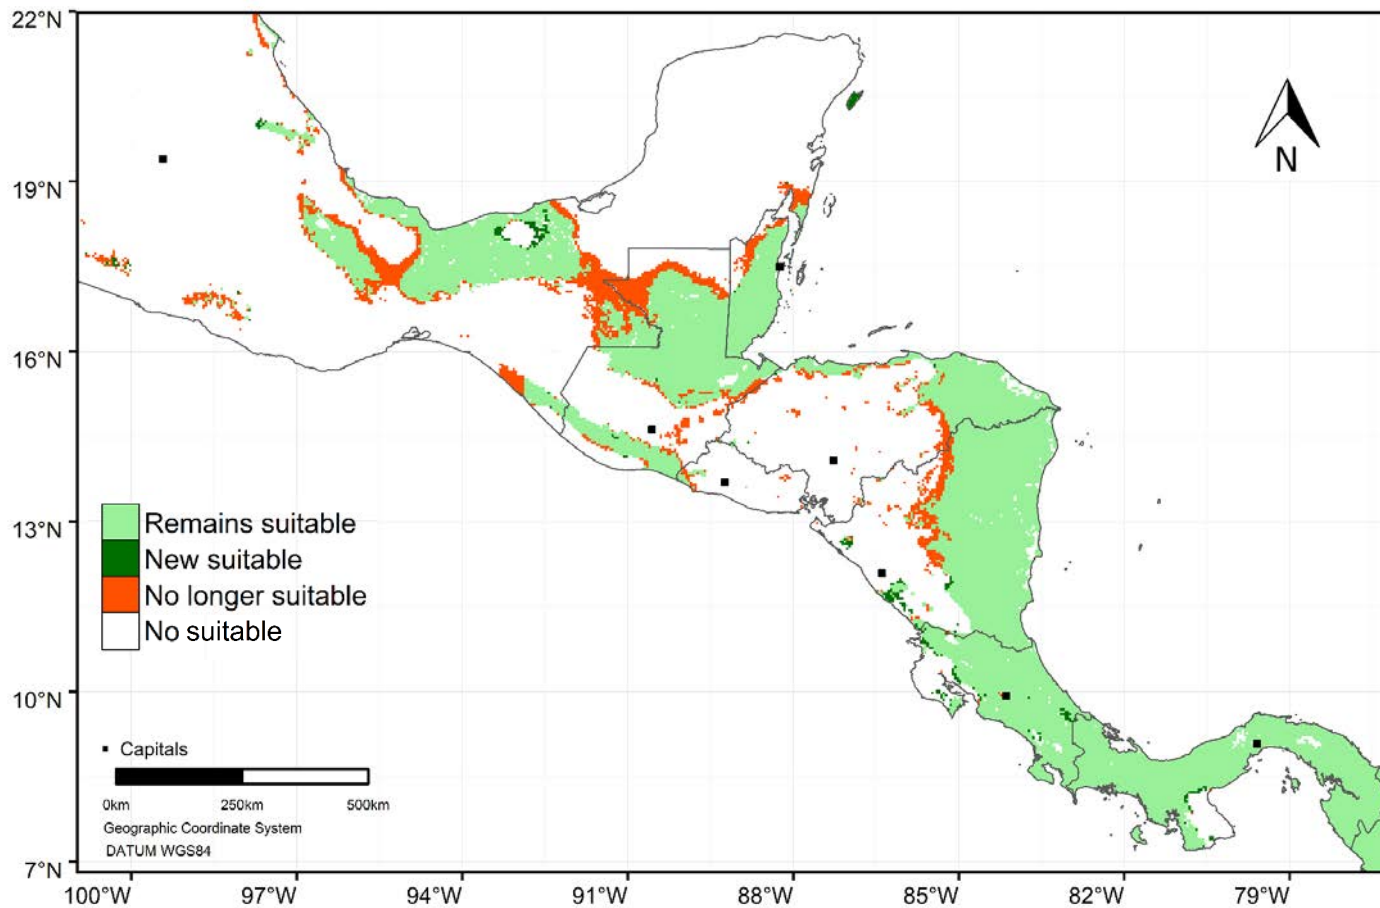 22°N
19°N
16°N
13°N
10°N
7°N
N
Remains suitable
New suitable
No longer suitable
No suitable
Capitals
0km 250km 500km
Geographic Coordinate System
DATUM WGS84
100°W 97°W 94°W 91°W 88°W 85°W 82°W 79°W